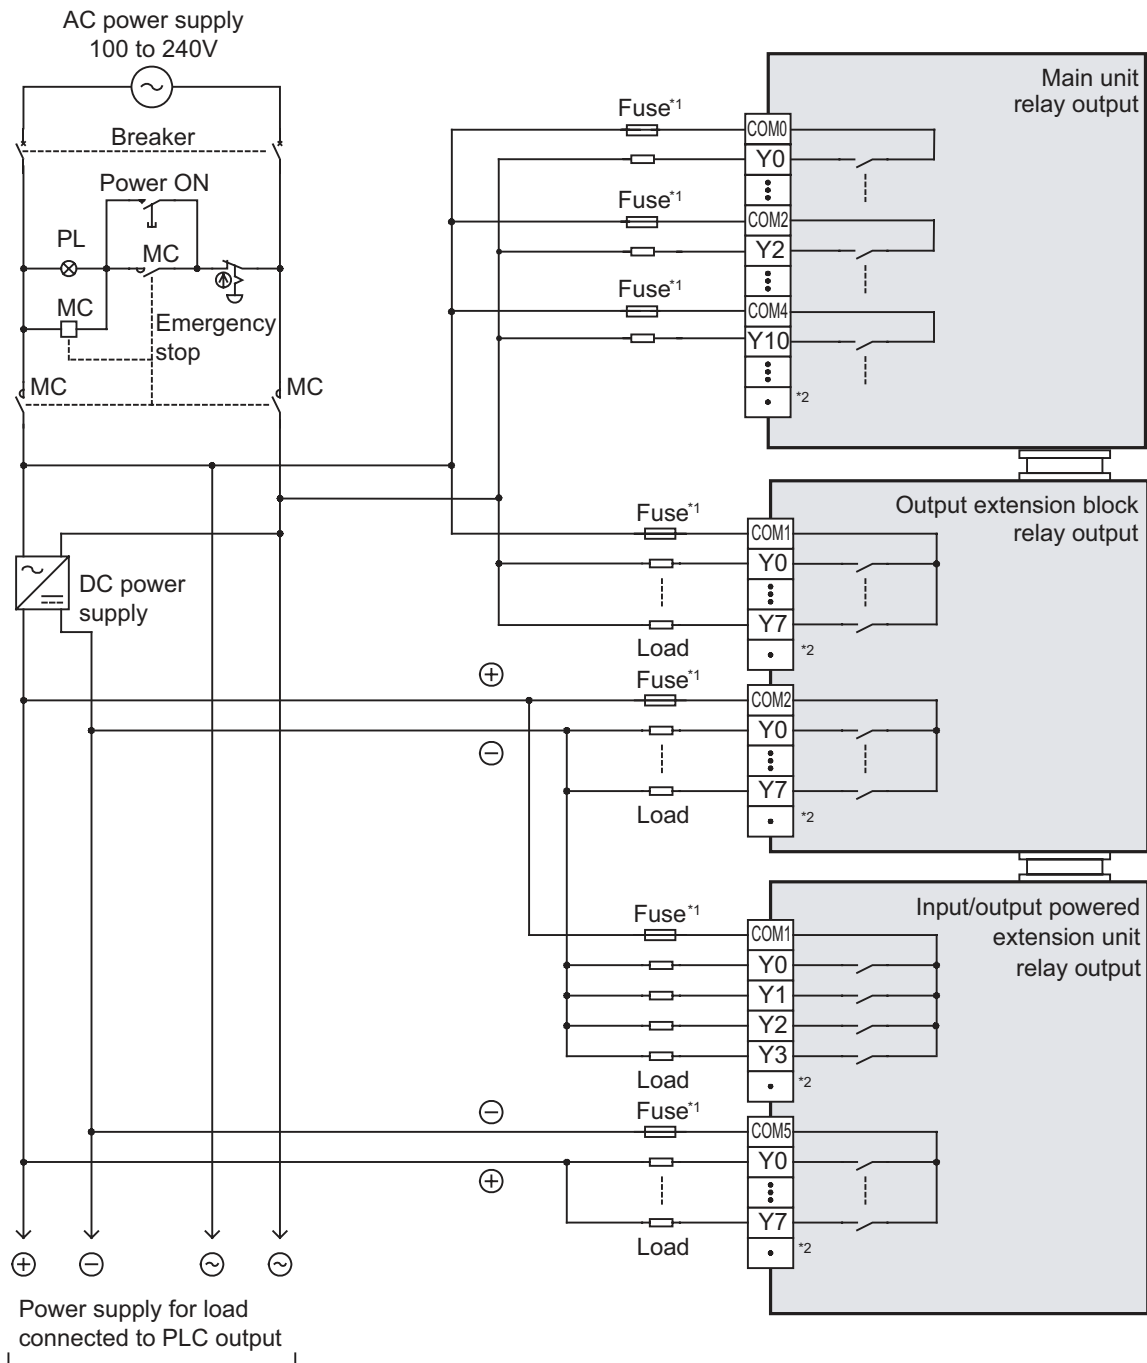 AC power supply
100 to 240V
Breaker
Power ON
PL
MC
MC
Emergency
stop
MC
MC
DC power
supply
Main unit
relay output
Fuse*1
COM0
Y0
Fuse*1
COM2
Y2
Fuse*1
COM4
Y10
*2
Output extension block
relay output
Fuse*1
COM1
Y0
Y7
Load
*2
Fuse*1
COM2
Y0
Y7
Load
*2
Input/output powered
extension unit
relay output
Fuse*1
COM1
Y0
Y1
Y2
Y3
Load
*2
Fuse*1
COM5
Y0
Y7
Load
*2
Power supply for load
connected to PLC output